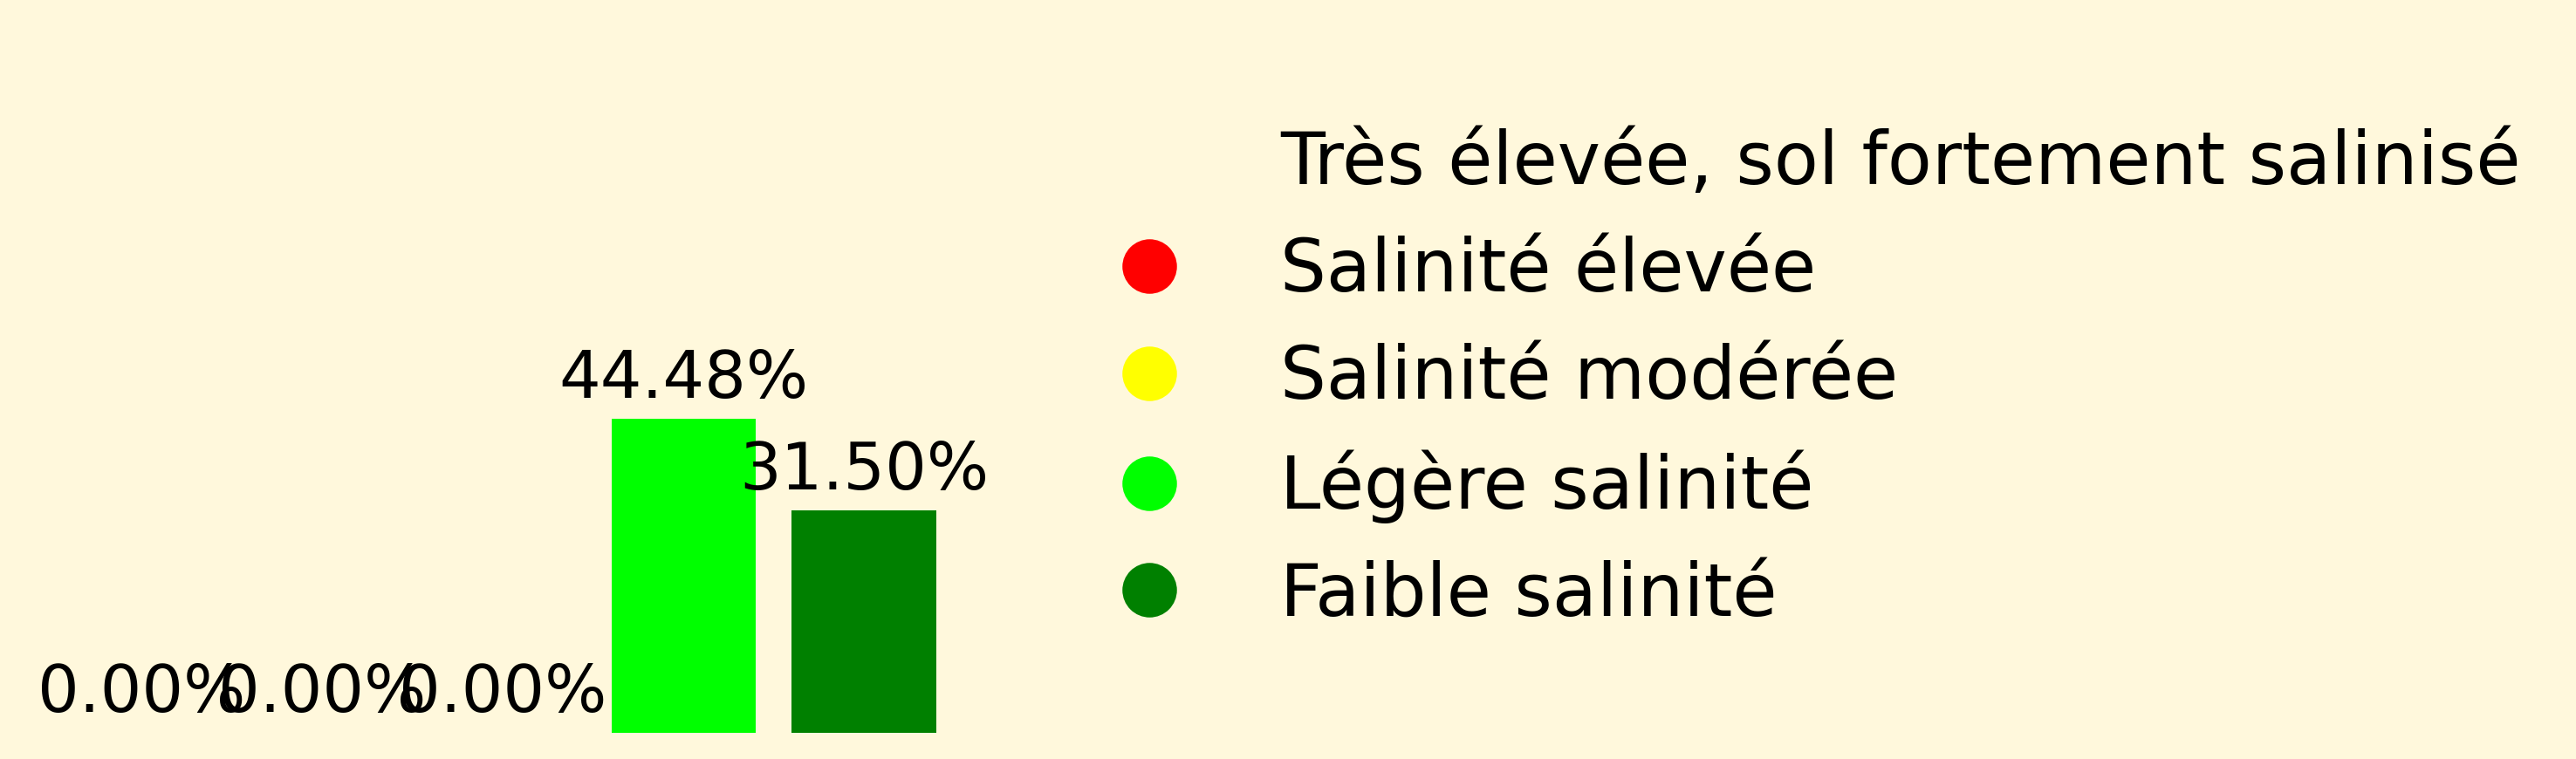 Très élevée, sol fortement salinisé
Salinité élevée
Salinité modérée
44.48%
Légère salinité
31.50%
Faible salinité
0.00% 0.00% 0.00%